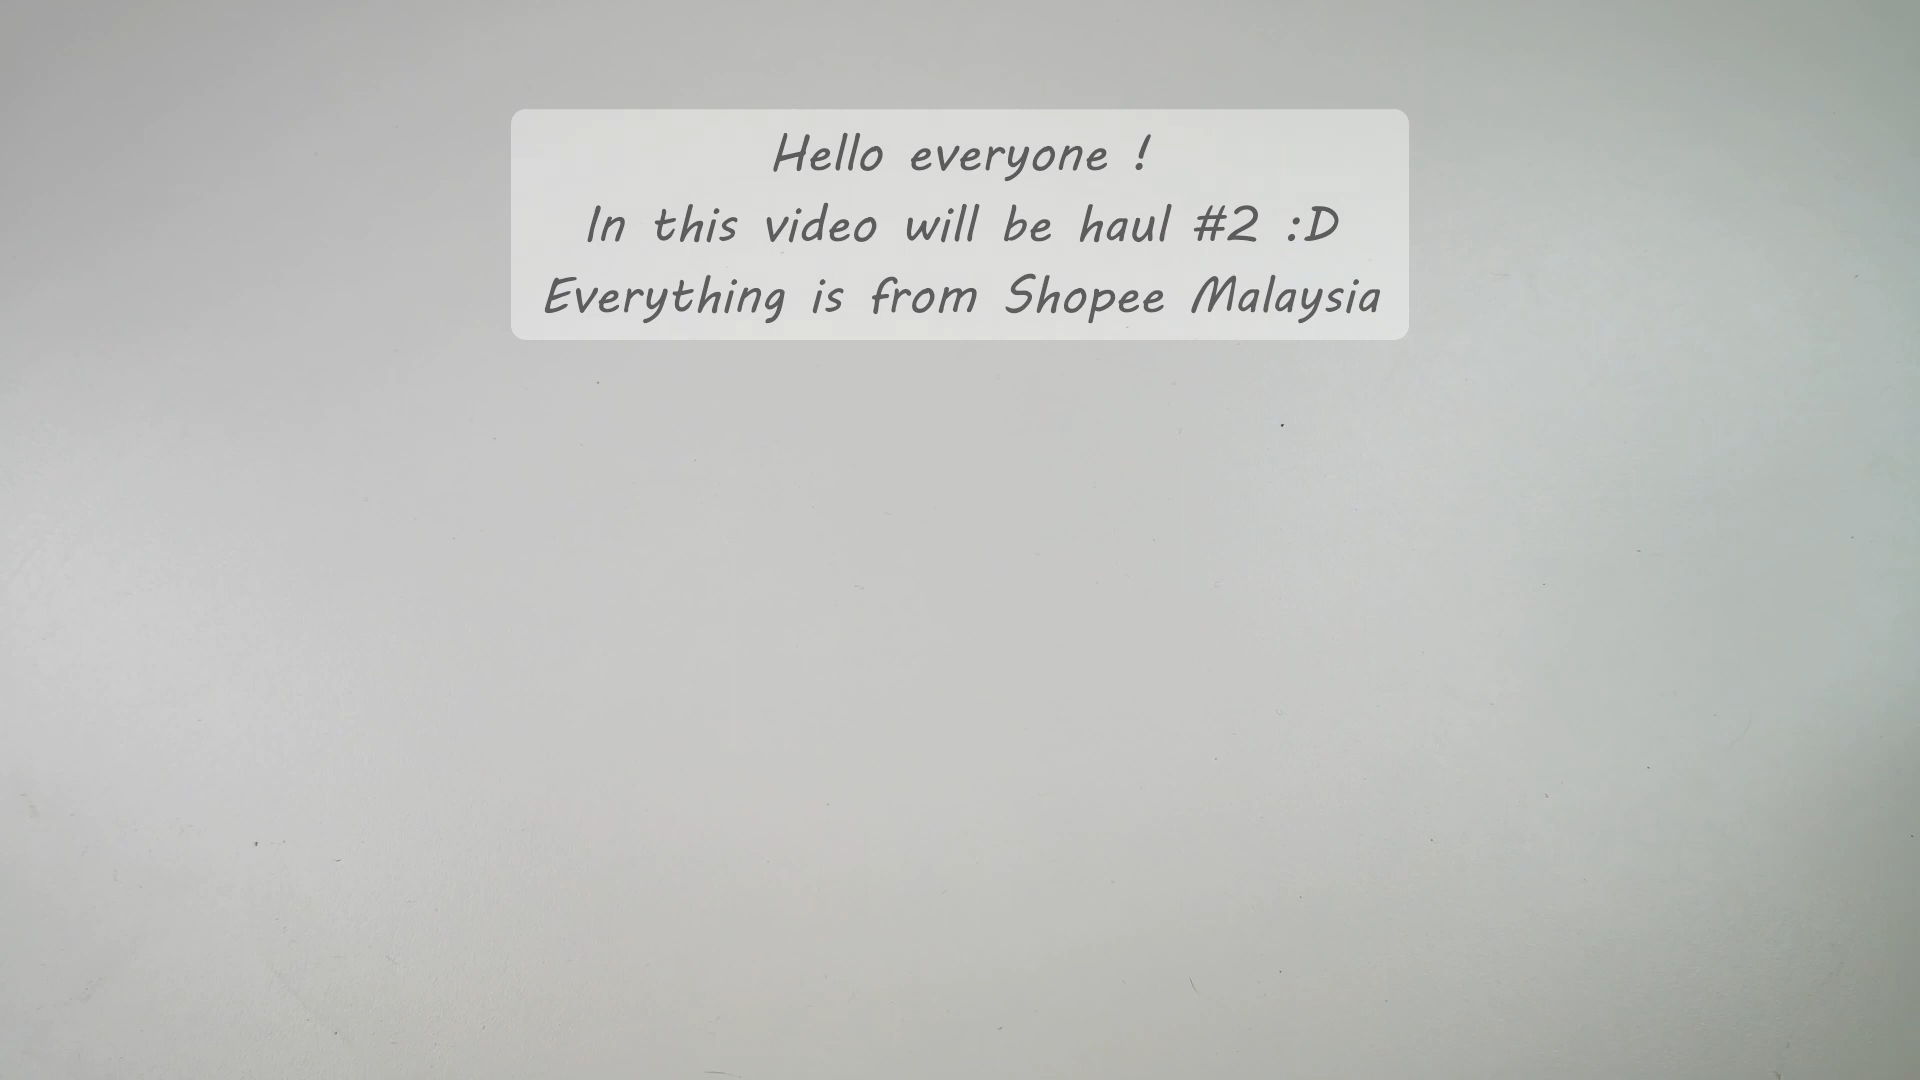 Hello everyone !
In this video will be haul #2 :D
Everything is from Shopee Malaysia